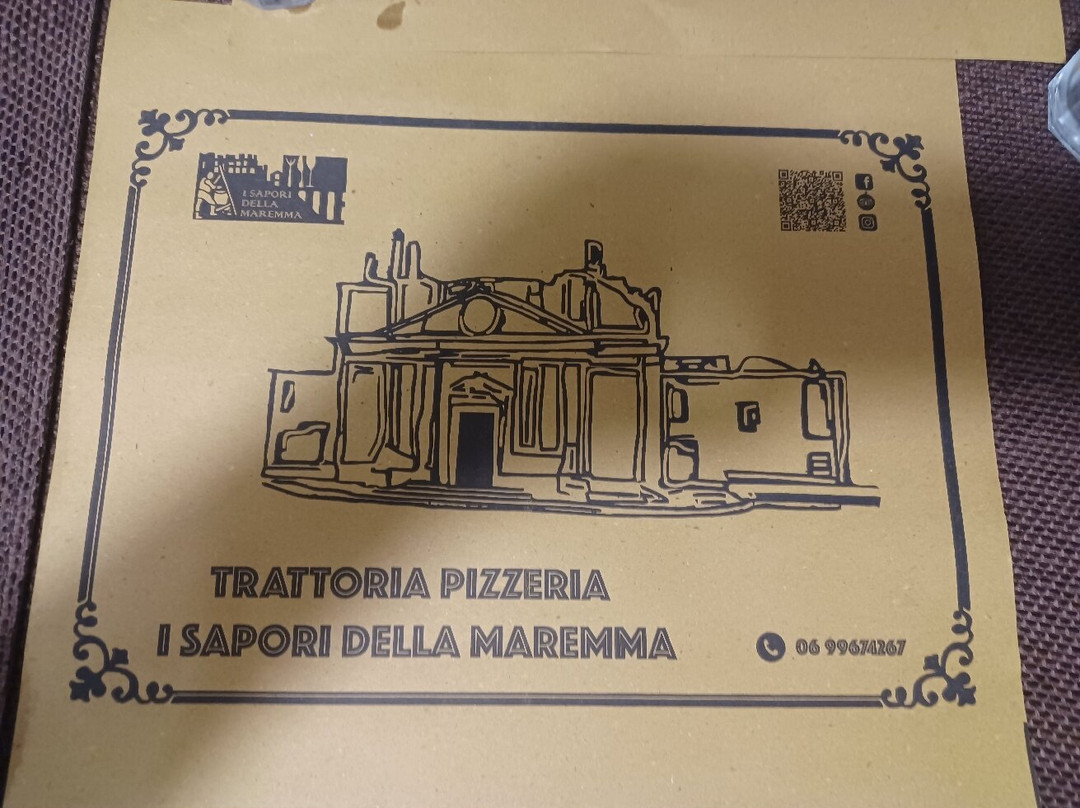 I SAPORI
DELLA
MAREMMA
TRATTORIA PIZZERIA
I SAPORI DELLA MAREMMA
06 99674267